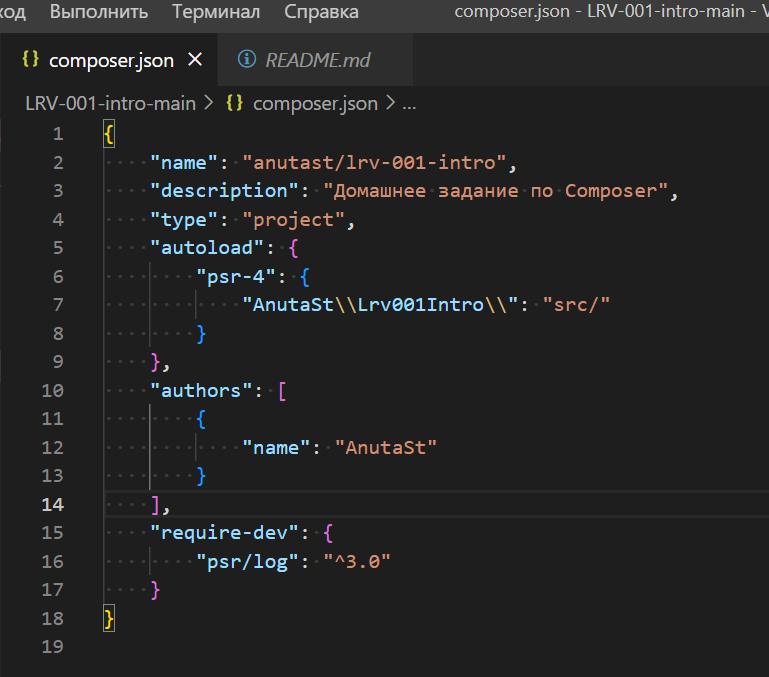 ход Выполнить Терминал Справка composer.json - LRV-001-intro-main - V
{} composer.json × README.md
LRV-001-intro-main > {} composer.json > ...
1 {
2 "name": "anutast/lrv-001-intro",
3 "description": "Домашнее задание по Composer",
4 "type": "project",
5 "autoload": {
6 "psr-4": {
7 "AnutaSt\\Lrv001Intro\\": "src/"
8 }
9 },
10 "authors": [
11 {
12 "name": "AnutaSt"
13 }
14 ],
15 "require-dev": {
16 "psr/log": "^3.0"
17 }
18 }
19